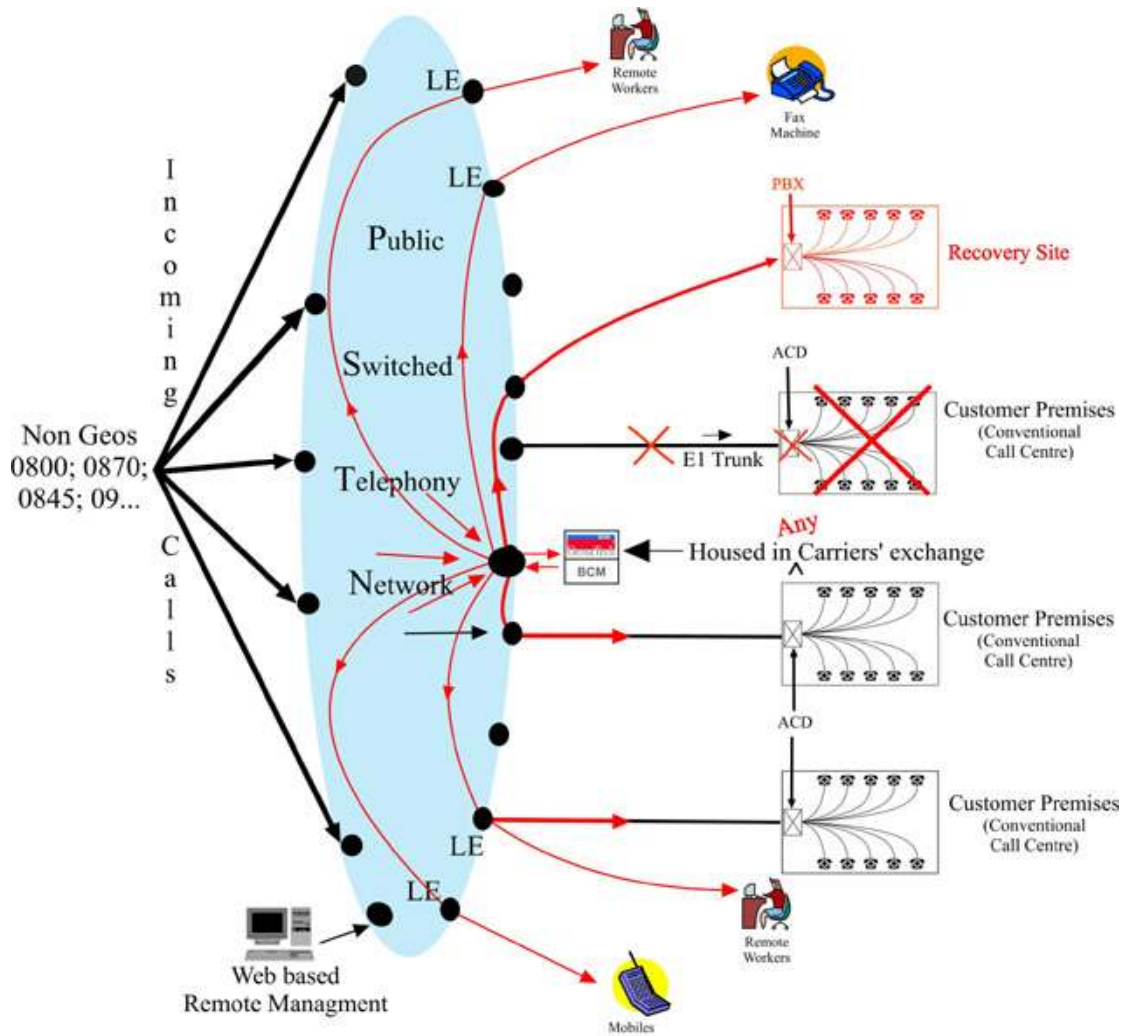 LE
Remote
Workers
Fax
Machine
LE
Incoming
Calls
Public
PBX
Recovery Site
Switched
ACD
Customer Premises
(Conventional
Call Centre)
E1 Trunk
Non Geos
0800; 0870;
0845; 09...
Telephony
Any
Housed in Carriers' exchange
^
BCM
Network
Customer Premises
(Conventional
Call Centre)
ACD
Customer Premises
(Conventional
Call Centre)
LE
LE
Remote
Workers
Web based
Remote Managment
Mobiles